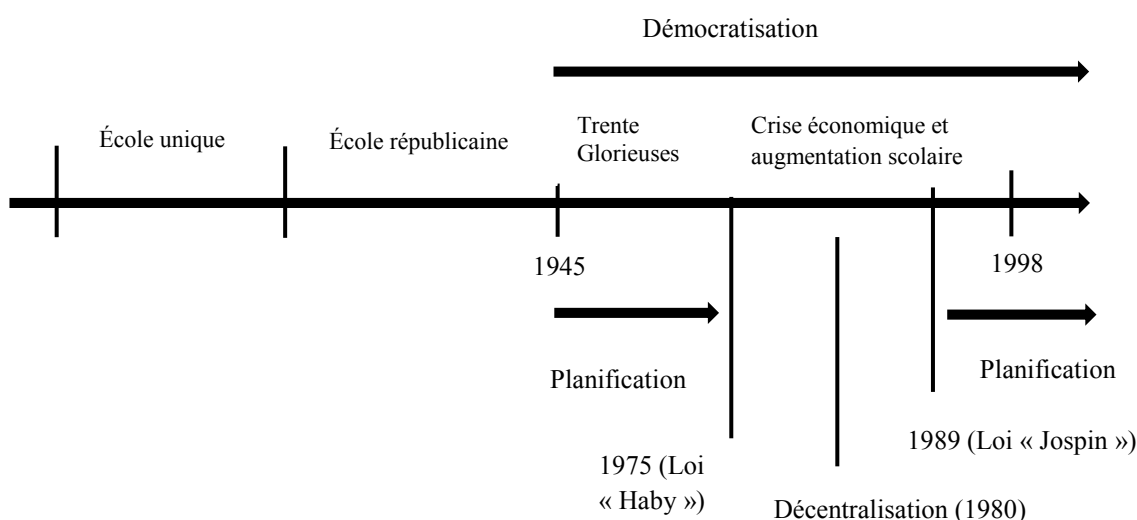 Démocratisation
École unique
École républicaine
Trente
Glorieuses
Crise économique et
augmentation scolaire
1945
1998
Planification
Planification
1975 (Loi
« Haby »)
1989 (Loi « Jospin »)
Décentralisation (1980)